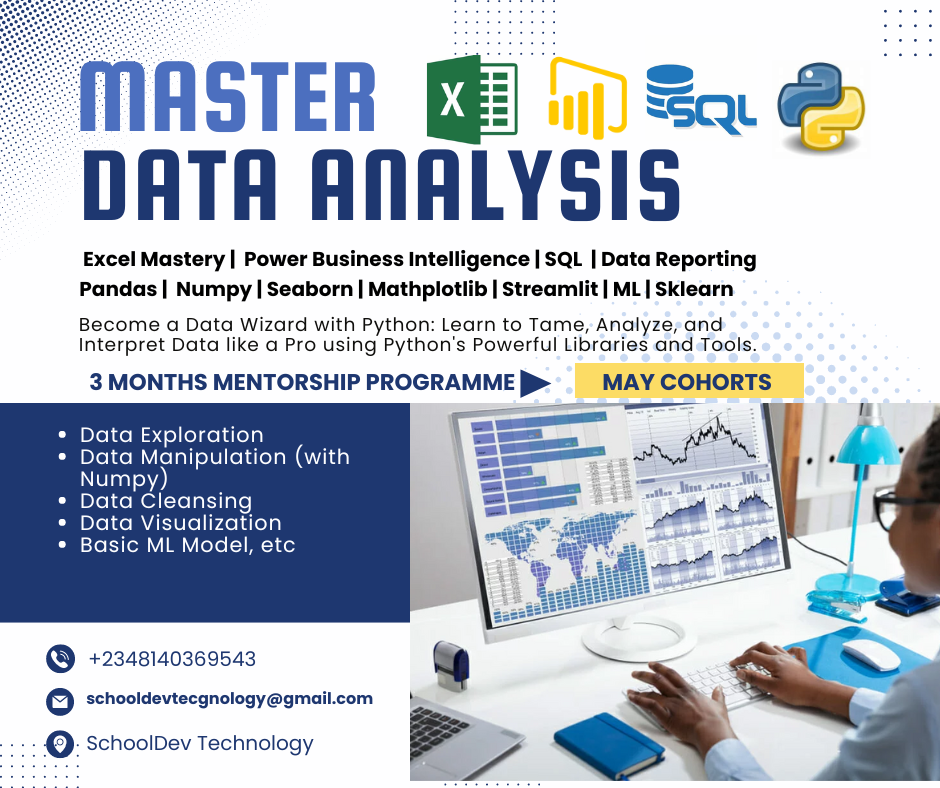 MASTER
X
SQL
DATA ANALYSIS
Excel Mastery | Power Business Intelligence | SQL | Data Reporting
Pandas | Numpy | Seaborn | Mathplotlib | Streamlit | ML | Sklearn
Become a Data Wizard with Python: Learn to Tame, Analyze, and
Interpret Data like a Pro using Python's Powerful Libraries and Tools.
3 MONTHS MENTORSHIP PROGRAMME
MAY COHORTS
• Data Exploration
• Data Manipulation (with
Numpy)
• Data Cleansing
• Data Visualization
• Basic ML Model, etc
+2348140369543
schooldevtecgnology@gmail.com
SchoolDev Technology